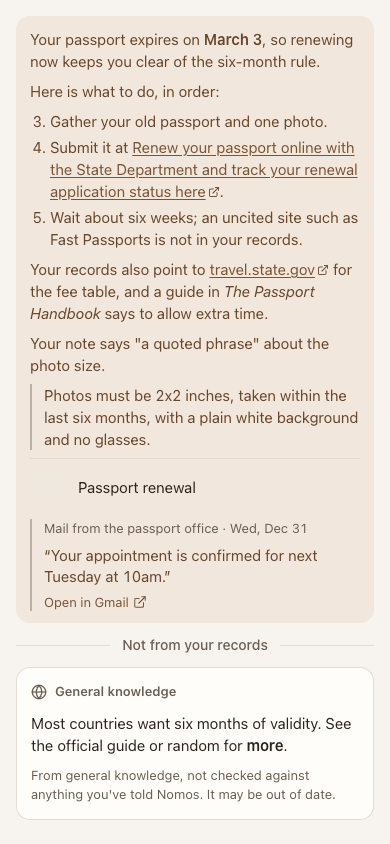 Your passport expires on March 3, so renewing
now keeps you clear of the six-month rule.
Here is what to do, in order:
3. Gather your old passport and one photo.
4. Submit it at Renew your passport online with
the State Department and track your renewal
application status here.
5. Wait about six weeks; an uncited site such as
Fast Passports is not in your records.
Your records also point to travel.state.gov for
the fee table, and a guide in The Passport
Handbook says to allow extra time.
Your note says "a quoted phrase" about the
photo size.
Photos must be 2x2 inches, taken within the
last six months, with a plain white background
and no glasses.
Passport renewal
Mail from the passport office · Wed, Dec 31
“Your appointment is confirmed for next
Tuesday at 10am.”
Open in Gmail
Not from your records
General knowledge
Most countries want six months of validity. See
the official guide or random for more.
From general knowledge, not checked against
anything you've told Nomos. It may be out of date.